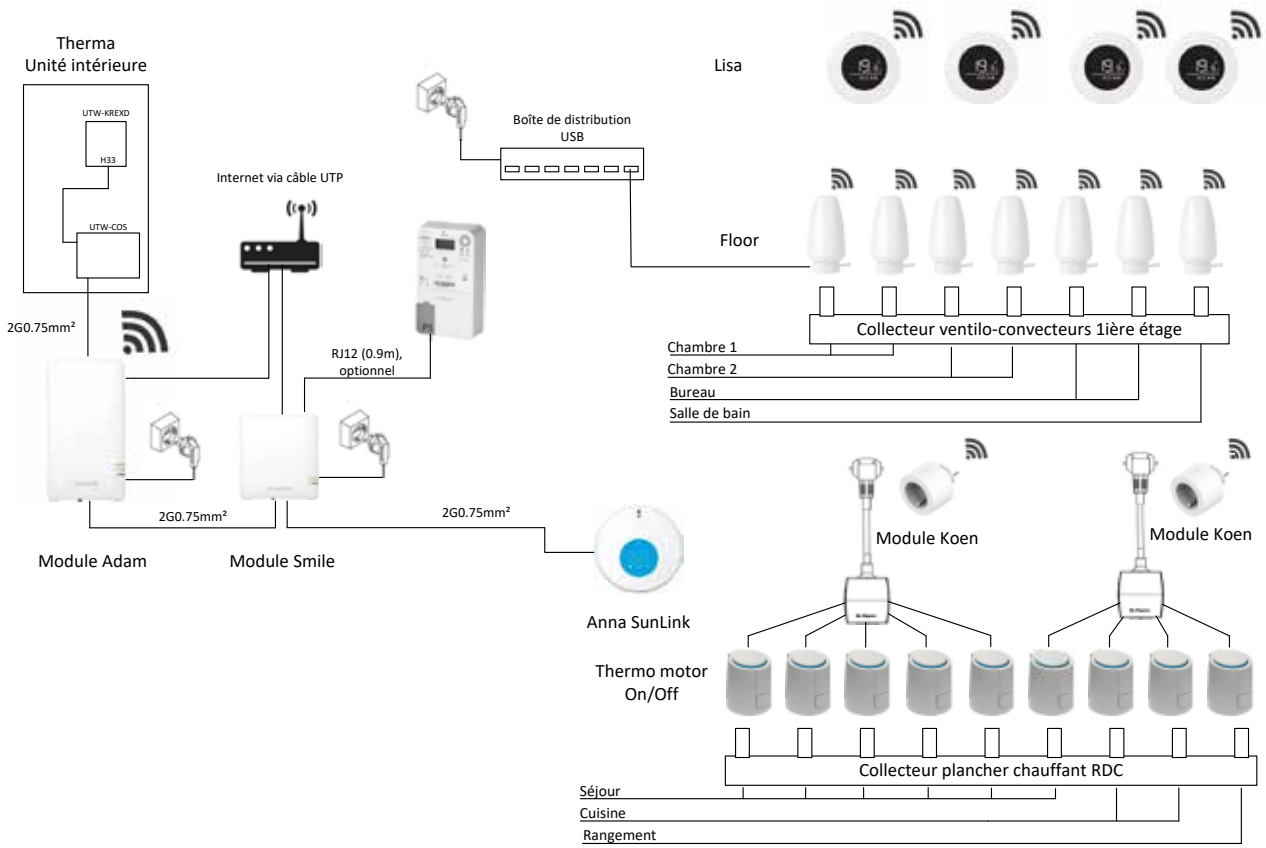 Therma
Unité intérieure
UTW-KREXD
H33
UTW-COS
2G0.75mm²
Internet via câble UTP
RJ12 (0.9m),
optionnel
P5
2G0.75mm²
2G0.75mm²
Module Adam
Module Smile
Anna SunLink
Boîte de distribution
USB
Lisa
Floor
Collecteur ventilo-convecteurs 1ière étage
Chambre 1
Chambre 2
Bureau
Salle de bain
Module Koen
Module Koen
Thermo motor
On/Off
Collecteur plancher chauffant RDC
Séjour
Cuisine
Rangement